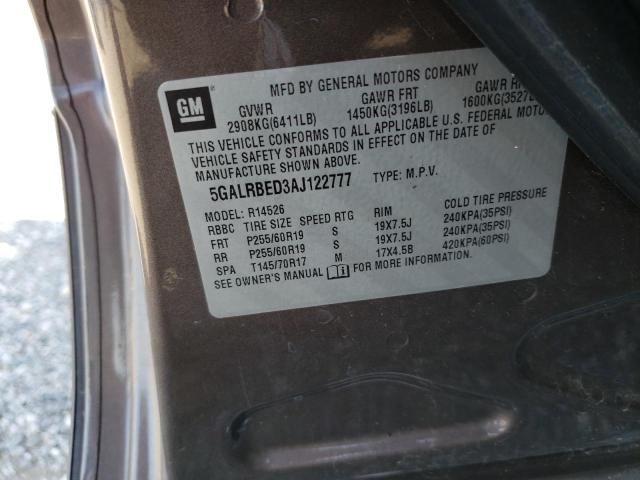 GM
MFD BY GENERAL MOTORS COMPANY
GVWR GAWR FRT GAWR
2908KG(6411LB) 1450KG(3196LB) 1600KG(3527L
THIS VEHICLE CONFORMS TO ALL APPLICABLE U.S. FEDERAL MOTOR
VEHICLE SAFETY STANDARDS IN EFFECT ON THE DATE OF
MANUFACTURE SHOWN ABOVE.
5GALRBED3AJ122777 TYPE: M.P.V.
MODEL: R14526
RBBC TIRE SIZE SPEED RTG RIM COLD TIRE PRESSURE
FRT P255/60R19 S 19X7.5J 240KPA(35PSI)
RR P255/60R19 S 19X7.5J 240KPA(35PSI)
SPA T145/70R17 M 17X4.5B 420KPA(60PSI)
SEE OWNER'S MANUAL FOR MORE INFORMATION.